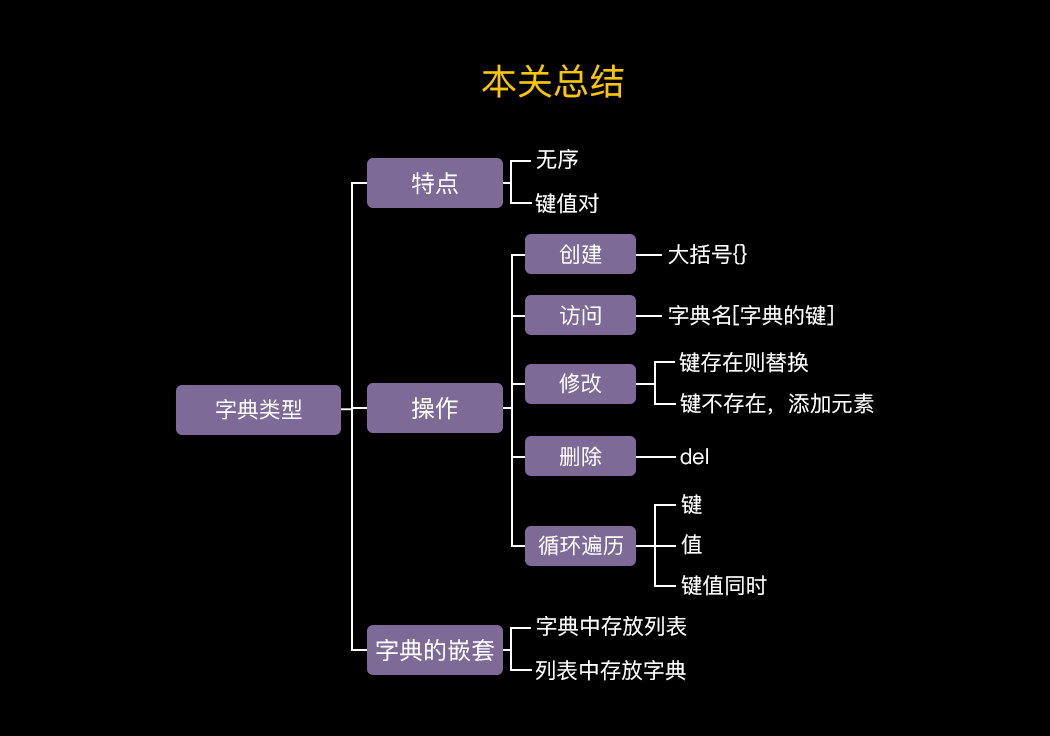 本关总结
字典类型
特点
无序
键值对
操作
创建
大括号{}
访问
字典名[字典的键]
修改
键存在则替换
键不存在，添加元素
删除
del
循环遍历
键
值
键值同时
字典的嵌套
字典中存放列表
列表中存放字典